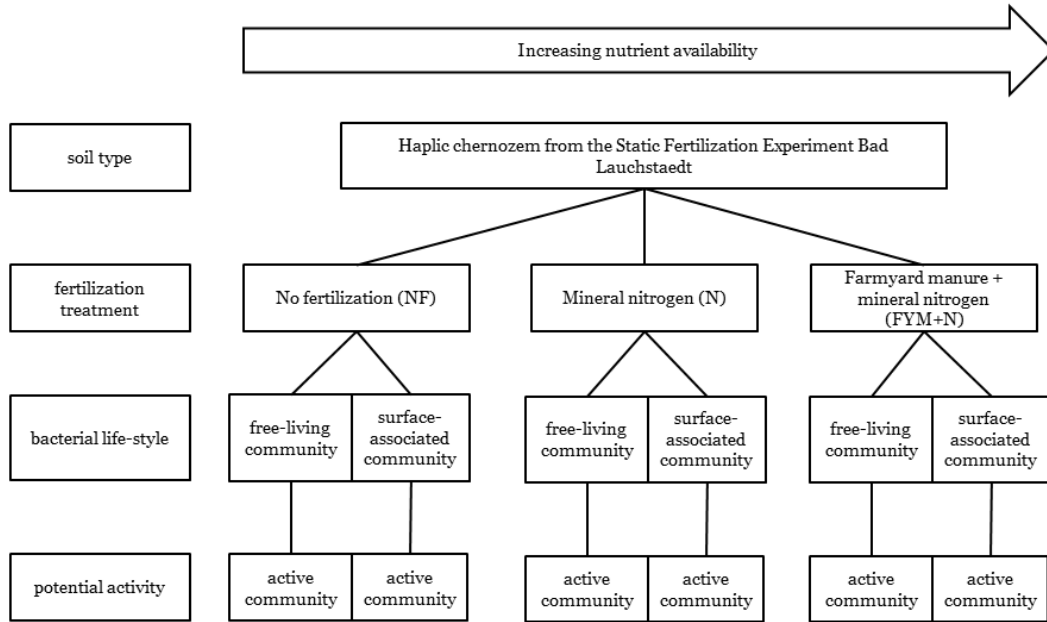 Increasing nutrient availability
soil type
Haplic chernozem from the Static Fertilization Experiment Bad
Lauchstaedt
fertilization
treatment
No fertilization (NF)
Mineral nitrogen (N)
Farmyard manure +
mineral nitrogen
(FYM+N)
bacterial life-style
free-living
community
surface-
associated
community
free-living
community
surface-
associated
community
free-living
community
surface-
associated
community
potential activity
active
community
active
community
active
community
active
community
active
community
active
community